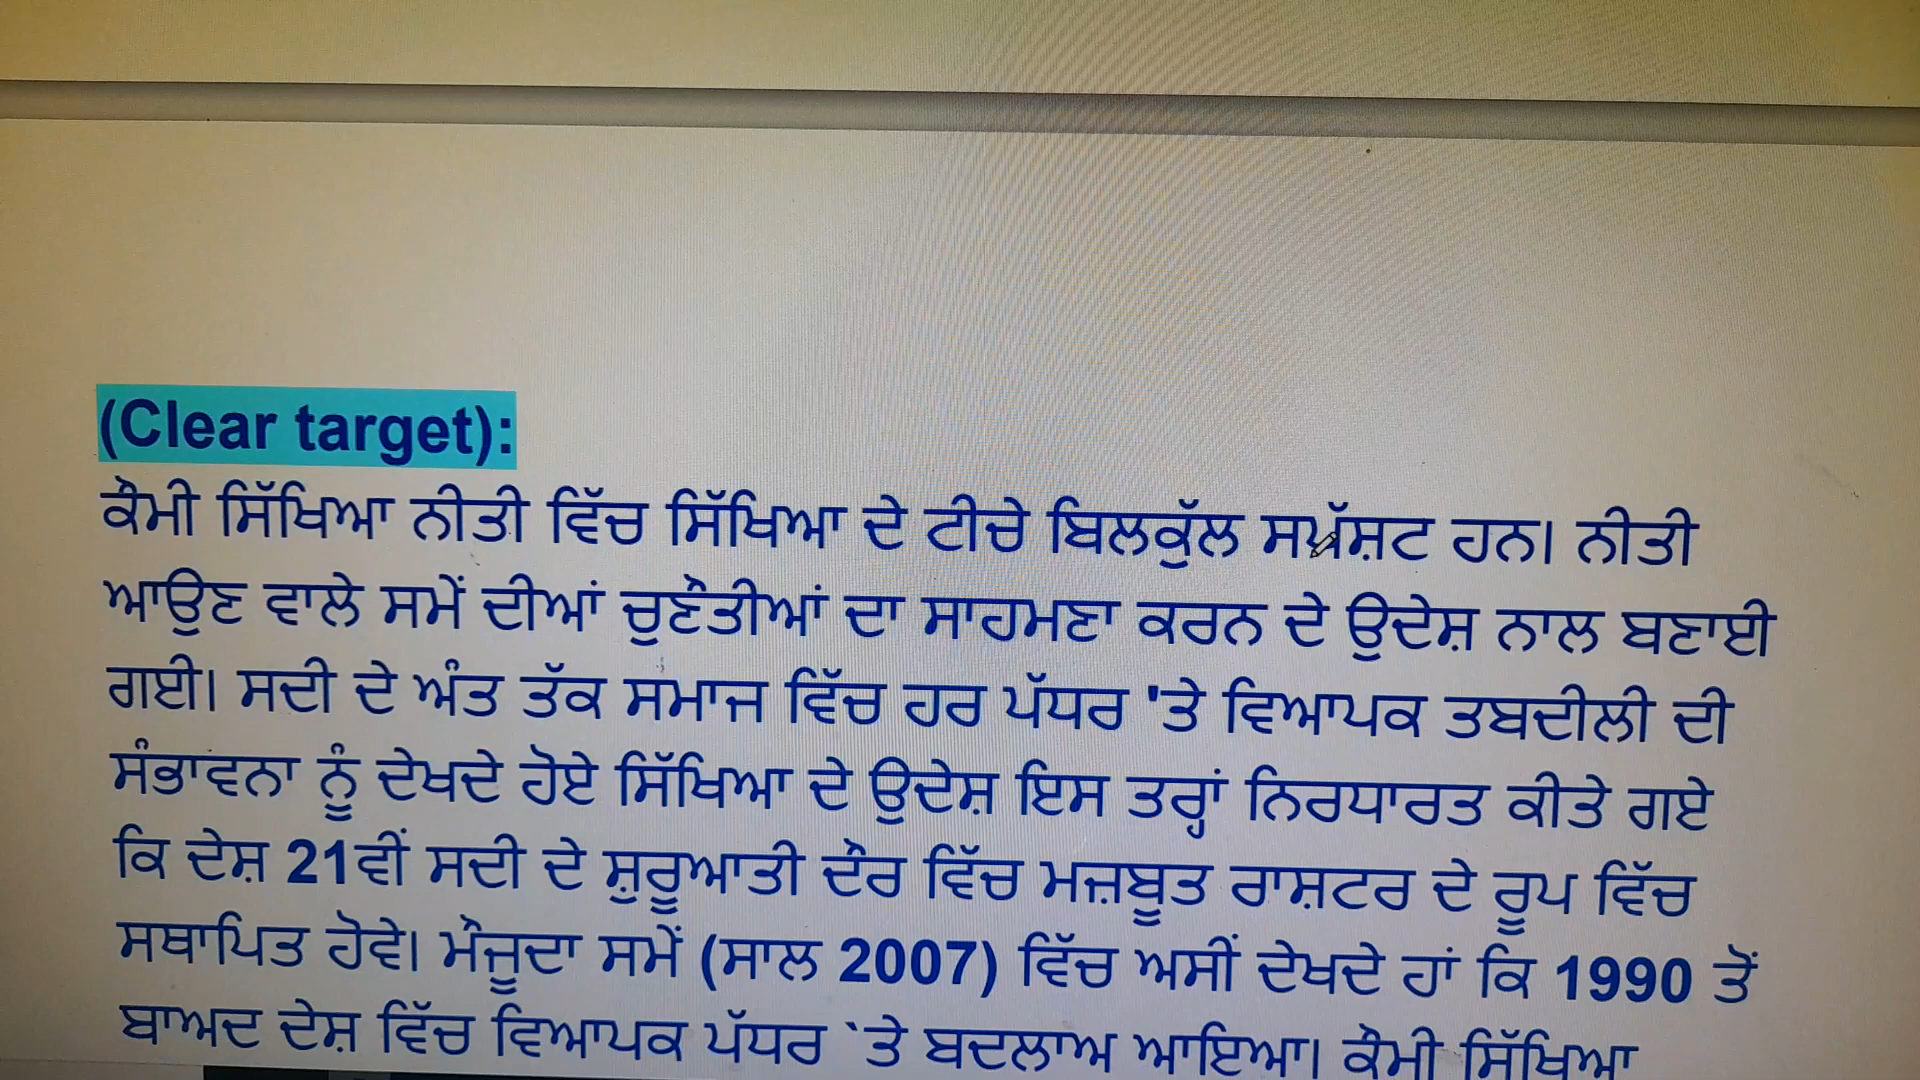 (Clear target):
ਕੌਮੀ ਸਿੱਖਿਆ ਨੀਤੀ ਵਿੱਚ ਸਿੱਖਿਆ ਦੇ ਟੀਚੇ ਬਿਲਕੁੱਲ ਸਪੱਸ਼ਟ ਹਨ। ਨੀਤੀ
ਆਉਣ ਵਾਲੇ ਸਮੇਂ ਦੀਆਂ ਚੁਣੌਤੀਆਂ ਦਾ ਸਾਹਮਣਾ ਕਰਨ ਦੇ ਉਦੇਸ਼ ਨਾਲ ਬਣਾਈ
ਗਈ। ਸਦੀ ਦੇ ਅੰਤ ਤੱਕ ਸਮਾਜ ਵਿੱਚ ਹਰ ਪੱਧਰ 'ਤੇ ਵਿਆਪਕ ਤਬਦੀਲੀ ਦੀ
ਸੰਭਾਵਨਾ ਨੂੰ ਦੇਖਦੇ ਹੋਏ ਸਿੱਖਿਆ ਦੇ ਉਦੇਸ਼ ਇਸ ਤਰ੍ਹਾਂ ਨਿਰਧਾਰਤ ਕੀਤੇ ਗਏ
ਕਿ ਦੇਸ਼ 21ਵੀਂ ਸਦੀ ਦੇ ਸ਼ੁਰੂਆਤੀ ਦੌਰ ਵਿੱਚ ਮਜ਼ਬੂਤ ਰਾਸ਼ਟਰ ਦੇ ਰੂਪ ਵਿੱਚ
ਸਥਾਪਿਤ ਹੋਵੇ। ਮੌਜੂਦਾ ਸਮੇਂ (ਸਾਲ 2007) ਵਿੱਚ ਅਸੀਂ ਦੇਖਦੇ ਹਾਂ ਕਿ 1990 ਤੋਂ
ਬਾਅਦ ਦੇਸ਼ ਵਿੱਚ ਵਿਆਪਕ ਪੱਧਰ `ਤੇ ਬਦਲਾਅ ਆਇਆ। ਕੌਮੀ ਸਿੱਖਿਆ